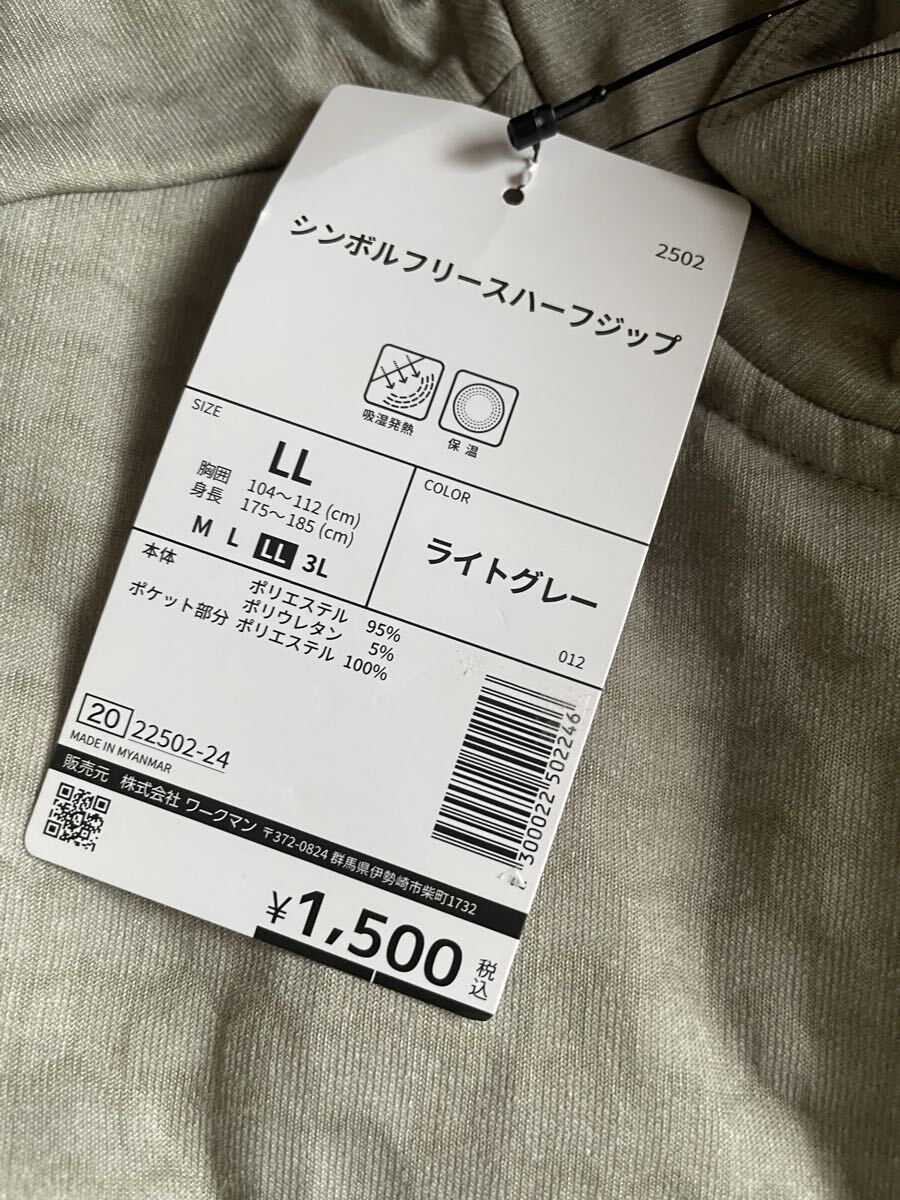 2502
シンボルフリースハーフジップ
吸湿発熱
保温
SIZE
LL
胸囲 104～112 (cm)
身長 175～185 (cm)
M L LL 3L
COLOR
ライトグレー
012
本体 ポリエステル 95%
ポリウレタン 5%
ポケット部分 ポリエステル 100%
20 22502-24
MADE IN MYANMAR
300022 502246
販売元 株式会社 ワークマン 〒372-0824 群馬県伊勢崎市柴町1732
¥1,500 税込